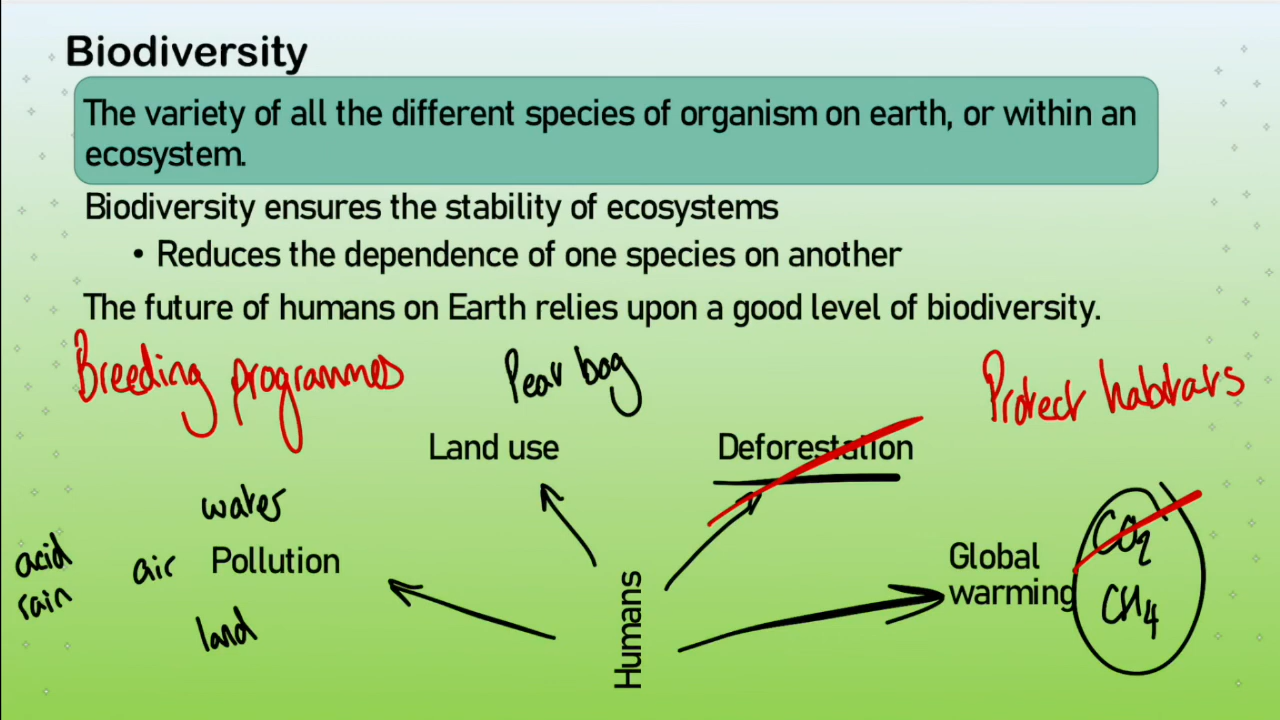 Biodiversity
The variety of all the different species of organism on earth, or within an
ecosystem.
Biodiversity ensures the stability of ecosystems
• Reduces the dependence of one species on another
The future of humans on Earth relies upon a good level of biodiversity.
Breeding programmes
Peat bog
Protect habitats
Land use
Deforestation
water
acid
rain
air
Pollution
land
Humans
Global
warming
CO₂
CH₄